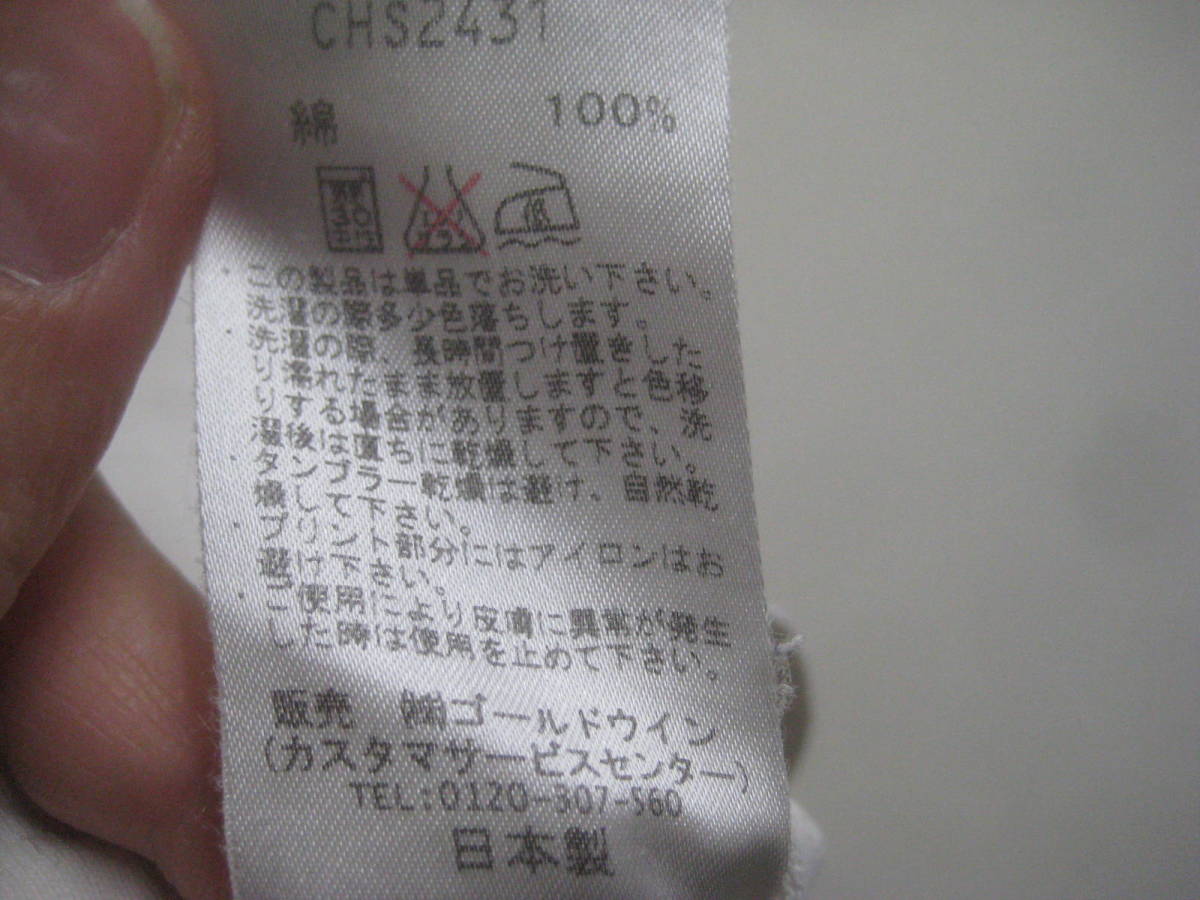 CHS2431
綿 100%
30
エンソ
サラシ
低
・この製品は単品でお洗い下さい。
洗濯の際多少色落ちします。
洗濯の際、長時間つけ置きした
り濡れたまま放置しますと色移
りする場合がありますので、洗
濯後は直ちに乾燥して下さい。
タンブラー乾燥は避け、自然乾
燥して下さい。
・プリント部分にはアイロンはお
避け下さい。
・ご使用により皮膚に異常が発生
した時は使用を止めて下さい。
販売 ㈱ゴールドウイン
(カスタマサービスセンター)
TEL:0120-307-560
日本製